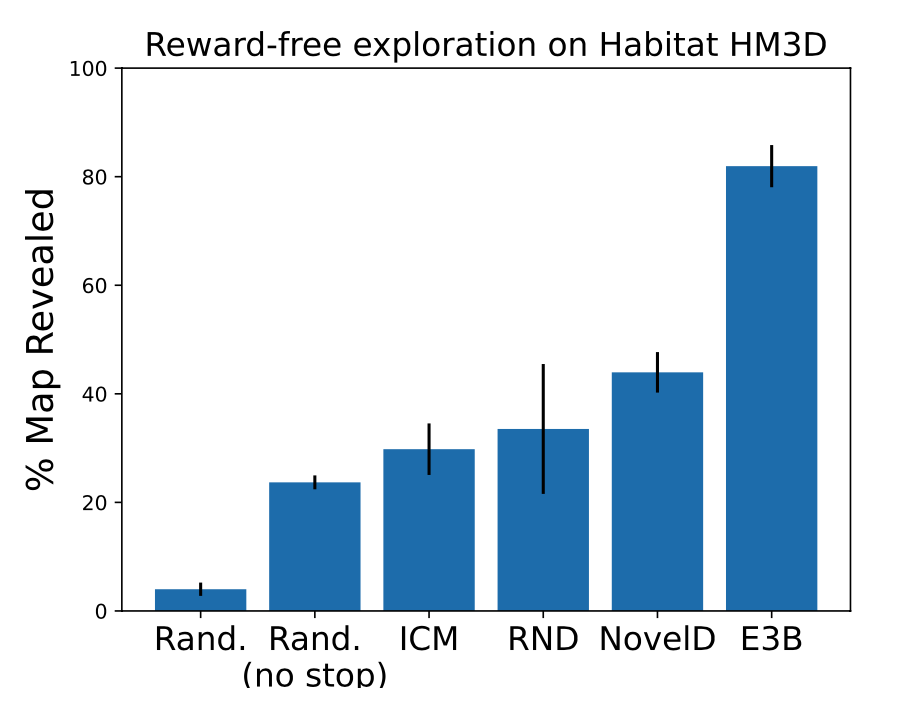 Reward-free exploration on Habitat HM3D
% Map Revealed
100
80
60
40
20
0
Rand. Rand. ICM RND NovelD E3B
(no stop)